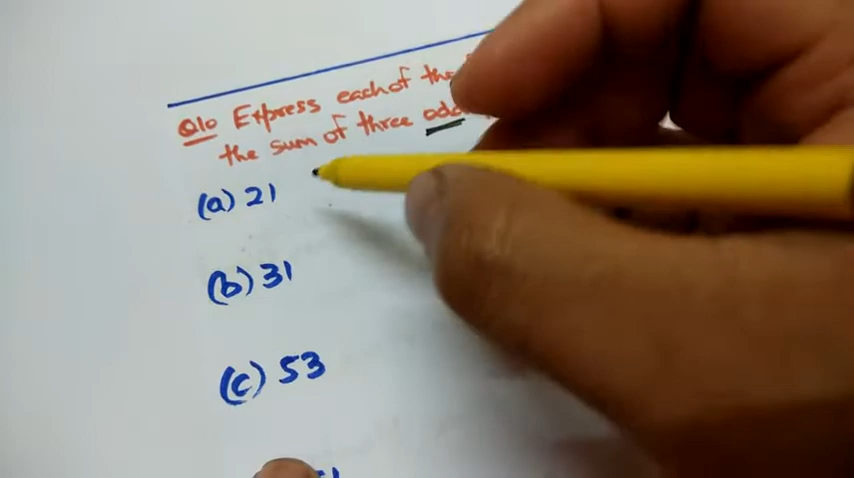 Q10 Express each of the
the sum of three odd
(a) 21
(b) 31
(c) 53